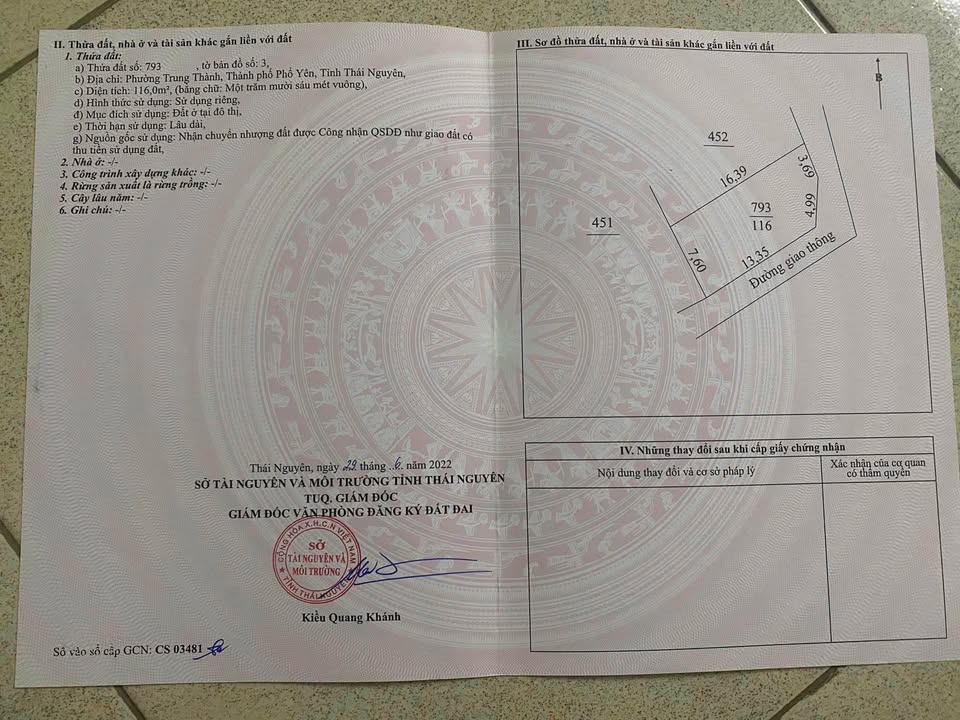 II. Thửa đất, nhà ở và tài sản khác gắn liền với đất
1. Thửa đất:
a) Thửa đất số: 793 , tờ bản đồ số: 3,
b) Địa chỉ: Phường Trung Thành, Thành phố Phổ Yên, Tỉnh Thái Nguyên,
c) Diện tích: 116,0m², (bằng chữ: Một trăm mười sáu mét vuông),
d) Hình thức sử dụng: Sử dụng riêng,
đ) Mục đích sử dụng: Đất ở tại đô thị,
e) Thời hạn sử dụng: Lâu dài,
g) Nguồn gốc sử dụng: Nhận chuyển nhượng đất được Công nhận QSDĐ như giao đất có
thu tiền sử dụng đất,
2. Nhà ở: -/-
3. Công trình xây dựng khác: -/-
4. Rừng sản xuất là rừng trồng: -/-
5. Cây lâu năm: -/-
6. Ghi chú: -/-
Thái Nguyên, ngày 29 tháng .6. năm 2022
SỞ TÀI NGUYÊN VÀ MÔI TRƯỜNG TỈNH THÁI NGUYÊN
TUQ. GIÁM ĐỐC
GIÁM ĐỐC VĂN PHÒNG ĐĂNG KÝ ĐẤT ĐAI
CỘNG HÒA X.H.C.N VIỆT NAM
SỞ
TÀI NGUYÊN VÀ
MÔI TRƯỜNG
TỈNH THÁI NGUYÊN
Kiều Quang Khánh
Số vào sổ cấp GCN: CS 03481
III. Sơ đồ thửa đất, nhà ở và tài sản khác gắn liền với đất
B
452
16,39
3,69
451
793
116
4,99
7,60
13,35
Đường giao thông
IV. Những thay đổi sau khi cấp giấy chứng nhận
Nội dung thay đổi và cơ sở pháp lý
Xác nhận của cơ quan
có thẩm quyền